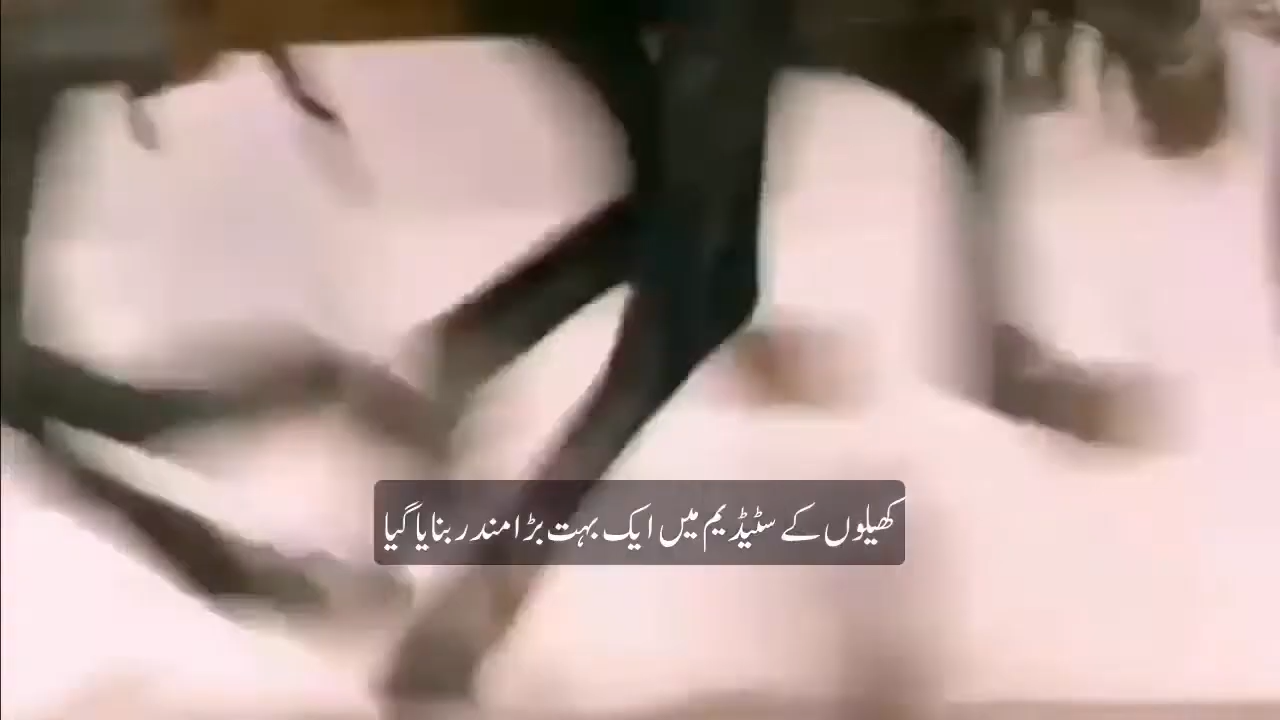 کھیلوں کے سٹیڈیم میں ایک بہت بڑا مندر بنایا گیا